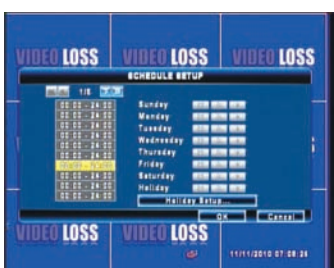 VIDEO LOSS VIDEO LOSS VIDEO LOSS
SCHEDULE SETUP
1/5
00:00 - 24:00 Sunday
00:00 - 24:00 Monday
00:00 - 24:00 Tuesday
00:00 - 24:00 Wednesday
00:00 - 24:00 Thursday
Friday
00:00 - 24:00 Saturday
00:00 - 24:00 Holiday
00:00 - 24:00 Holiday Setup...
OK Cancel
VIDEO LOSS VIDEO LOSS
11/11/2010 07:08:26